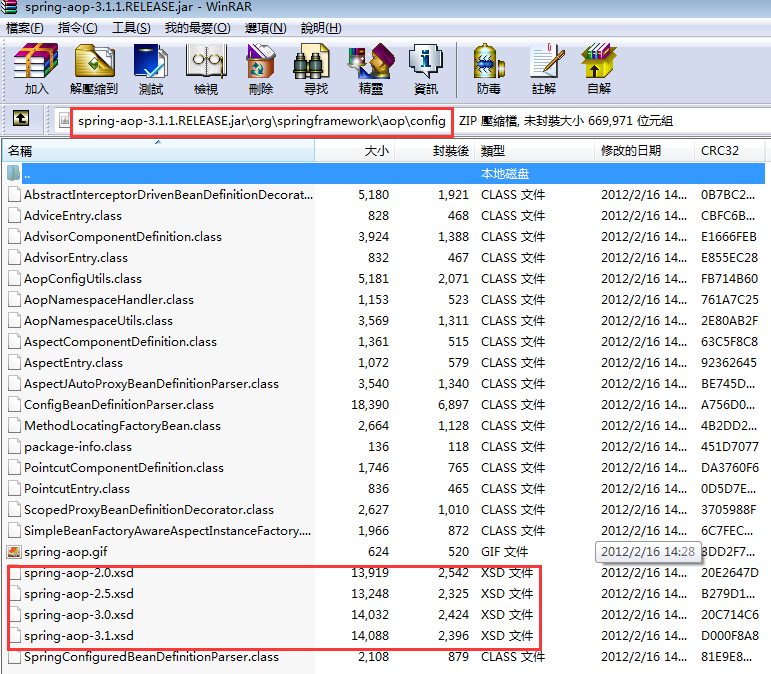 spring-aop-3.1.1.RELEASE.jar - WinRAR
檔案(F) 指令(C) 工具(S) 我的最愛(O) 選項(N) 說明(H)
加入 解壓縮到 測試 檢視 刪除 尋找 精靈 資訊 防毒 註解 自解
spring-aop-3.1.1.RELEASE.jar\org\springframework\aop\config ZIP 壓縮檔, 未封裝大小 669,971 位元組
名稱 大小 封裝後 類型 修改的日期 CRC32
.. 本地磁盘
AbstractInterceptorDrivenBeanDefinitionDecorat... 5,180 1,921 CLASS 文件 2012/2/16 14... 0B7BC2...
AdviceEntry.class 828 468 CLASS 文件 2012/2/16 14... CBFC6B...
AdvisorComponentDefinition.class 3,924 1,388 CLASS 文件 2012/2/16 14... E1666FEB
AdvisorEntry.class 832 467 CLASS 文件 2012/2/16 14... E855EC28
AopConfigUtils.class 5,181 2,071 CLASS 文件 2012/2/16 14... FB714B60
AopNamespaceHandler.class 1,153 523 CLASS 文件 2012/2/16 14... 761A7C25
AopNamespaceUtils.class 3,569 1,311 CLASS 文件 2012/2/16 14... 2E80AB2F
AspectComponentDefinition.class 1,361 515 CLASS 文件 2012/2/16 14... 63C5F8C8
AspectEntry.class 1,072 579 CLASS 文件 2012/2/16 14... 92362645
AspectJAutoProxyBeanDefinitionParser.class 3,540 1,340 CLASS 文件 2012/2/16 14... BE745D...
ConfigBeanDefinitionParser.class 18,390 6,897 CLASS 文件 2012/2/16 14... A756D0...
MethodLocatingFactoryBean.class 2,664 1,128 CLASS 文件 2012/2/16 14... 4B2DD2...
package-info.class 136 118 CLASS 文件 2012/2/16 14... 451D7077
PointcutComponentDefinition.class 1,746 765 CLASS 文件 2012/2/16 14... DA3760F6
PointcutEntry.class 836 465 CLASS 文件 2012/2/16 14... 0D5D7E...
ScopedProxyBeanDefinitionDecorator.class 2,627 1,010 CLASS 文件 2012/2/16 14... 3705988F
SimpleBeanFactoryAwareAspectInstanceFactory.... 1,966 872 CLASS 文件 2012/2/16 14... 6C7FEC...
spring-aop.gif 624 520 GIF 文件 2012/2/16 14:28 3DD2F7...
spring-aop-2.0.xsd 13,919 2,542 XSD 文件 2012/2/16 14... 20E2647D
spring-aop-2.5.xsd 13,248 2,325 XSD 文件 2012/2/16 14... B279D1...
spring-aop-3.0.xsd 14,032 2,424 XSD 文件 2012/2/16 14... 20C714C6
spring-aop-3.1.xsd 14,088 2,396 XSD 文件 2012/2/16 14... D000F8A8
SpringConfiguredBeanDefinitionParser.class 2,108 879 CLASS 文件 2012/2/16 14... 81E9E8...